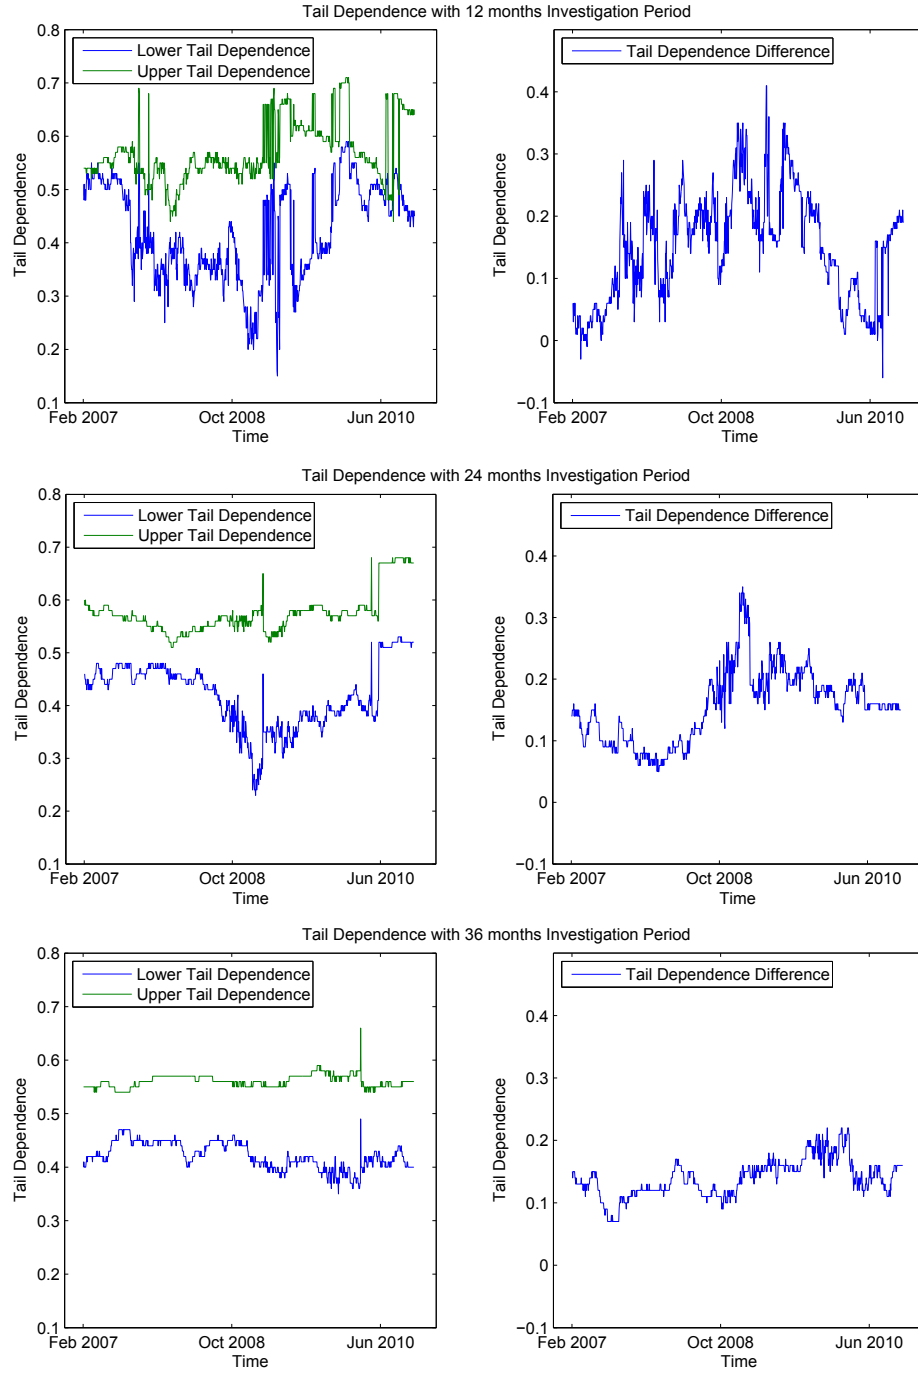 Tail Dependence with 12 months Investigation Period
0.8
0.7
0.6
0.5
0.4
0.3
0.2
0.1
Tail Dependence
Lower Tail Dependence
Upper Tail Dependence
Feb 2007
Oct 2008
Jun 2010
Time
0.4
0.3
0.2
0.1
0
−0.1
Tail Dependence
Tail Dependence Difference
Feb 2007
Oct 2008
Jun 2010
Time
Tail Dependence with 24 months Investigation Period
0.8
0.7
0.6
0.5
0.4
0.3
0.2
0.1
Tail Dependence
Lower Tail Dependence
Upper Tail Dependence
Feb 2007
Oct 2008
Jun 2010
Time
0.4
0.3
0.2
0.1
0
−0.1
Tail Dependence
Tail Dependence Difference
Feb 2007
Oct 2008
Jun 2010
Time
Tail Dependence with 36 months Investigation Period
0.8
0.7
0.6
0.5
0.4
0.3
0.2
0.1
Tail Dependence
Lower Tail Dependence
Upper Tail Dependence
Feb 2007
Oct 2008
Jun 2010
Time
0.4
0.3
0.2
0.1
0
−0.1
Tail Dependence
Tail Dependence Difference
Feb 2007
Oct 2008
Jun 2010
Time